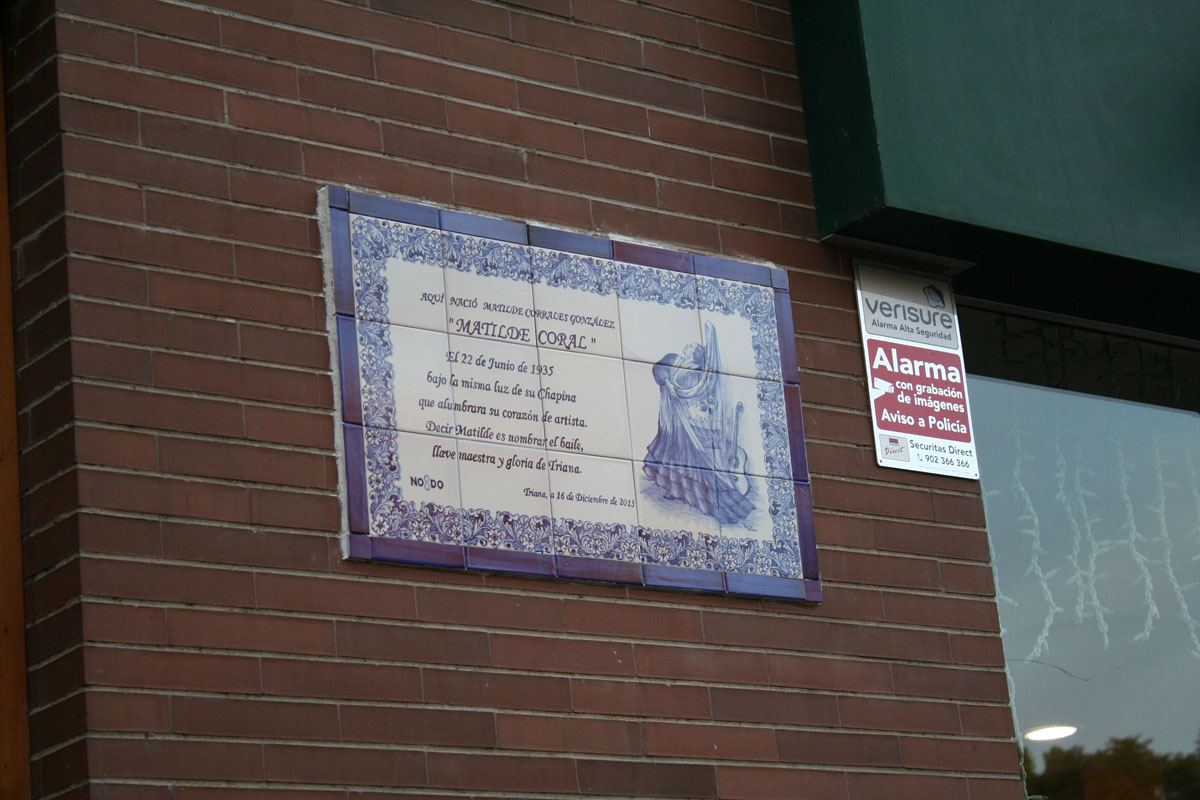 AQUÍ NACIÓ MATILDE CORRALES GONZÁLEZ
"MATILDE CORAL"
El 22 de Junio de 1935
bajo la misma luz de su Chapina
que alumbrara su corazón de artista.
Decir Matilde es nombrar el baile,
llave maestra y gloria de Triana.
NO8DO
Triana, a 16 de Diciembre de 2013
verisure
Alarma Alta Seguridad
Alarma
con grabación
de imágenes
Aviso a Policía
Direct
Securitas Direct
902 366 366